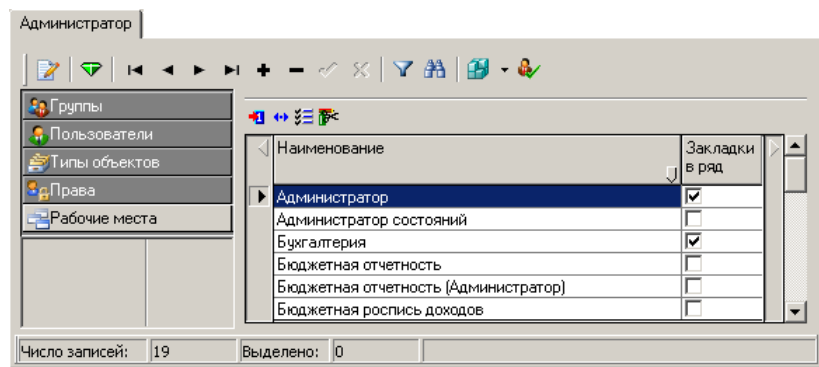 Администратор
Группы
Пользователи
Типы объектов
Права
Рабочие места
Наименование
Закладки
в ряд
Администратор
Администратор состояний
Бухгалтерия
Бюджетная отчетность
Бюджетная отчетность (Администратор)
Бюджетная роспись доходов
Число записей: 19 Выделено: 0